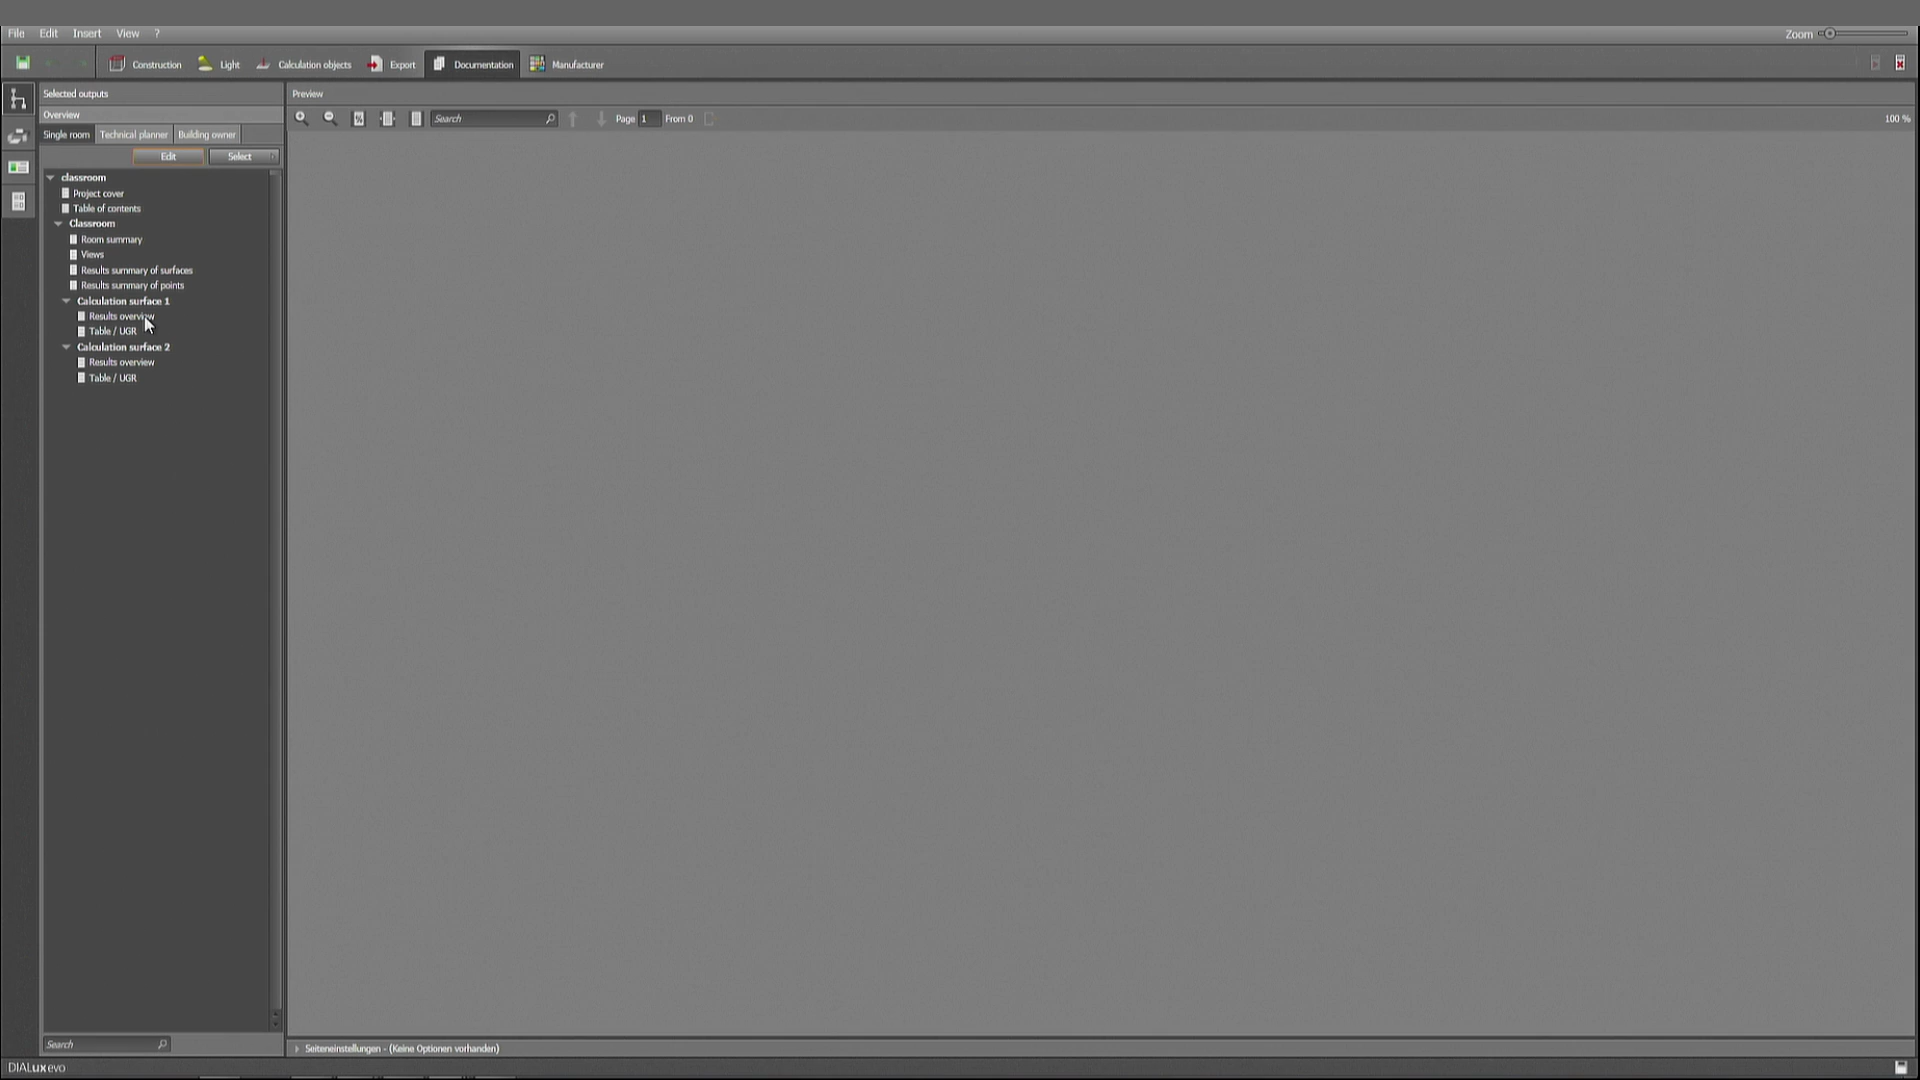 File Edit Insert View ?
Zoom
Construction Light Calculation objects Export Documentation Manufacturer
Selected outputs
Preview
Overview
Search
Page 1 From 0
100 %
Single room Technical planner Building owner
Edit Select
classroom
Project cover
Table of contents
Classroom
Room summary
Views
Results summary of surfaces
Results summary of points
Calculation surface 1
Results overview
Table / UGR
Calculation surface 2
Results overview
Table / UGR
Search
Seiteneinstellungen - (Keine Optionen vorhanden)
DIALux evo